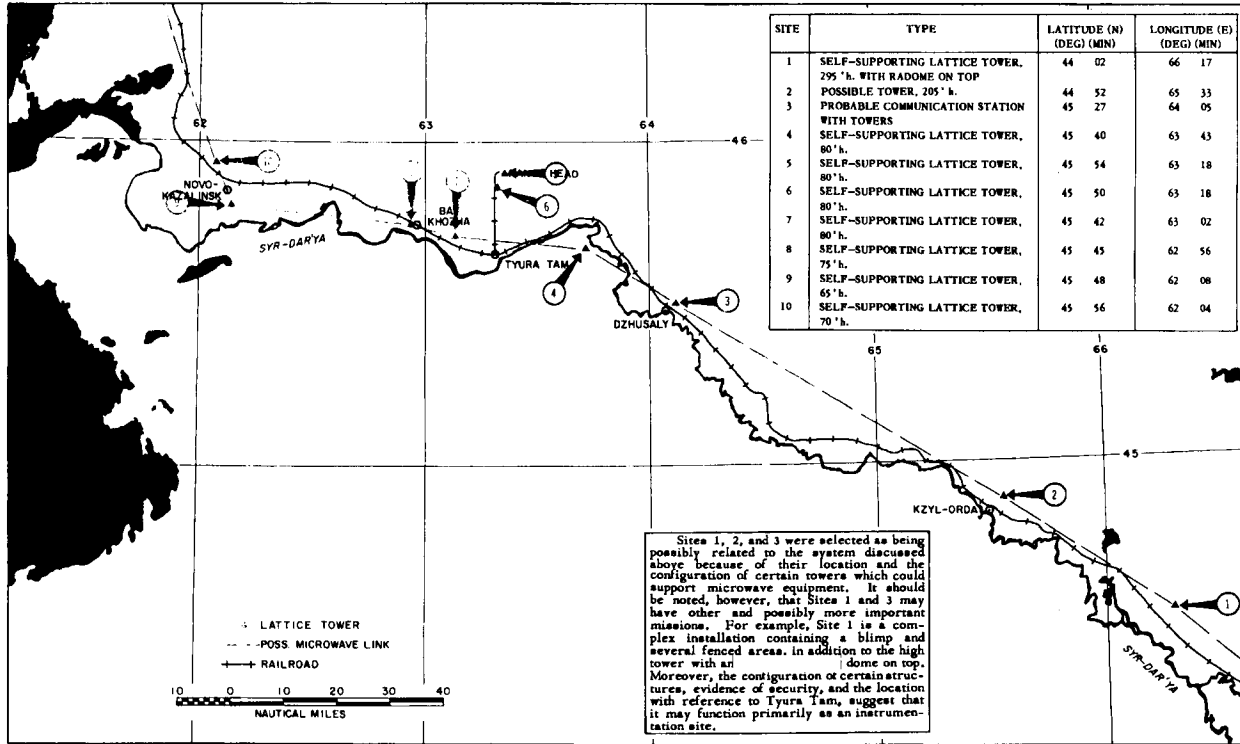 SITE TYPE LATITUDE (N) LONGITUDE (E)
(DEG) (MIN) (DEG) (MIN)
1 SELF-SUPPORTING LATTICE TOWER, 44 02 66 17
295 'h. WITH RADOME ON TOP
2 POSSIBLE TOWER, 205' h. 44 52 65 33
3 PROBABLE COMMUNICATION STATION 45 27 64 05
WITH TOWERS
4 SELF-SUPPORTING LATTICE TOWER, 45 40 63 43
80'h.
5 SELF-SUPPORTING LATTICE TOWER, 45 54 63 18
80'h.
6 SELF-SUPPORTING LATTICE TOWER, 45 50 63 18
80'h.
7 SELF-SUPPORTING LATTICE TOWER, 45 42 63 02
80'h.
8 SELF-SUPPORTING LATTICE TOWER, 45 45 62 56
75'h.
9 SELF-SUPPORTING LATTICE TOWER, 45 48 62 08
65'h.
10 SELF-SUPPORTING LATTICE TOWER, 45 56 62 04
70'h.
62
63
64
46
HEAD
NOVO-
KAZALINSK
KHOZHA
6
SYR-DAR'YA
TYURA TAM
4
3
DZHUSALY
65
66
45
2
KZYL-ORDA
1
SYR-DAR'YA
Sites 1, 2, and 3 were selected as being
possibly related to the system discussed
above because of their location and the
configuration of certain towers which could
support microwave equipment. It should
be noted, however, that Sites 1 and 3 may
have other and possibly more important
missions. For example, Site 1 is a com-
plex installation containing a blimp and
several fenced areas, in addition to the high
tower with an dome on top.
Moreover, the configuration of certain struc-
tures, evidence of security, and the location
with reference to Tyura Tam, suggest that
it may function primarily as an instrumen-
tation site.
LATTICE TOWER
POSS. MICROWAVE LINK
RAILROAD
10 0 10 20 30 40
NAUTICAL MILES